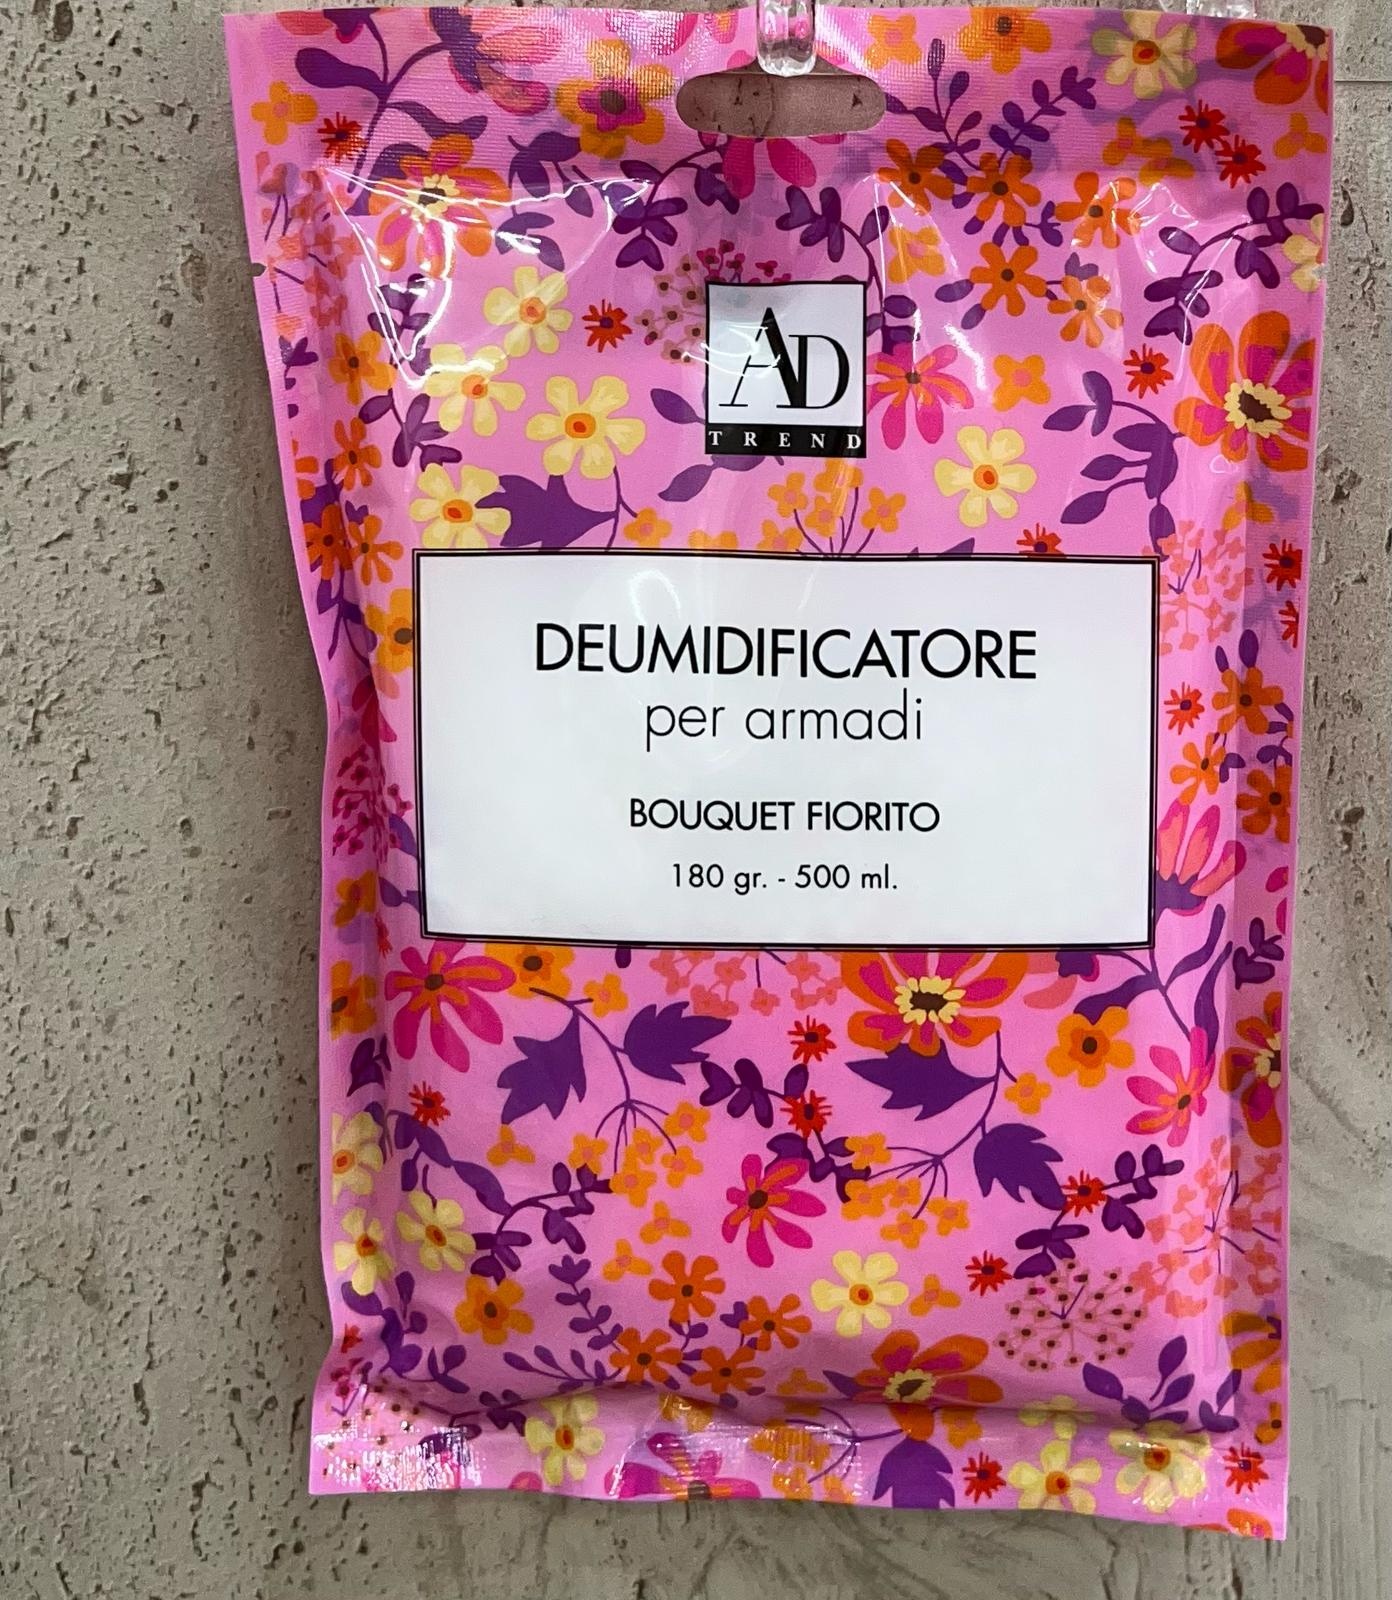 AD
TREND
DEUMIDIFICATORE
per armadi
BOUQUET FIORITO
180 gr. - 500 ml.